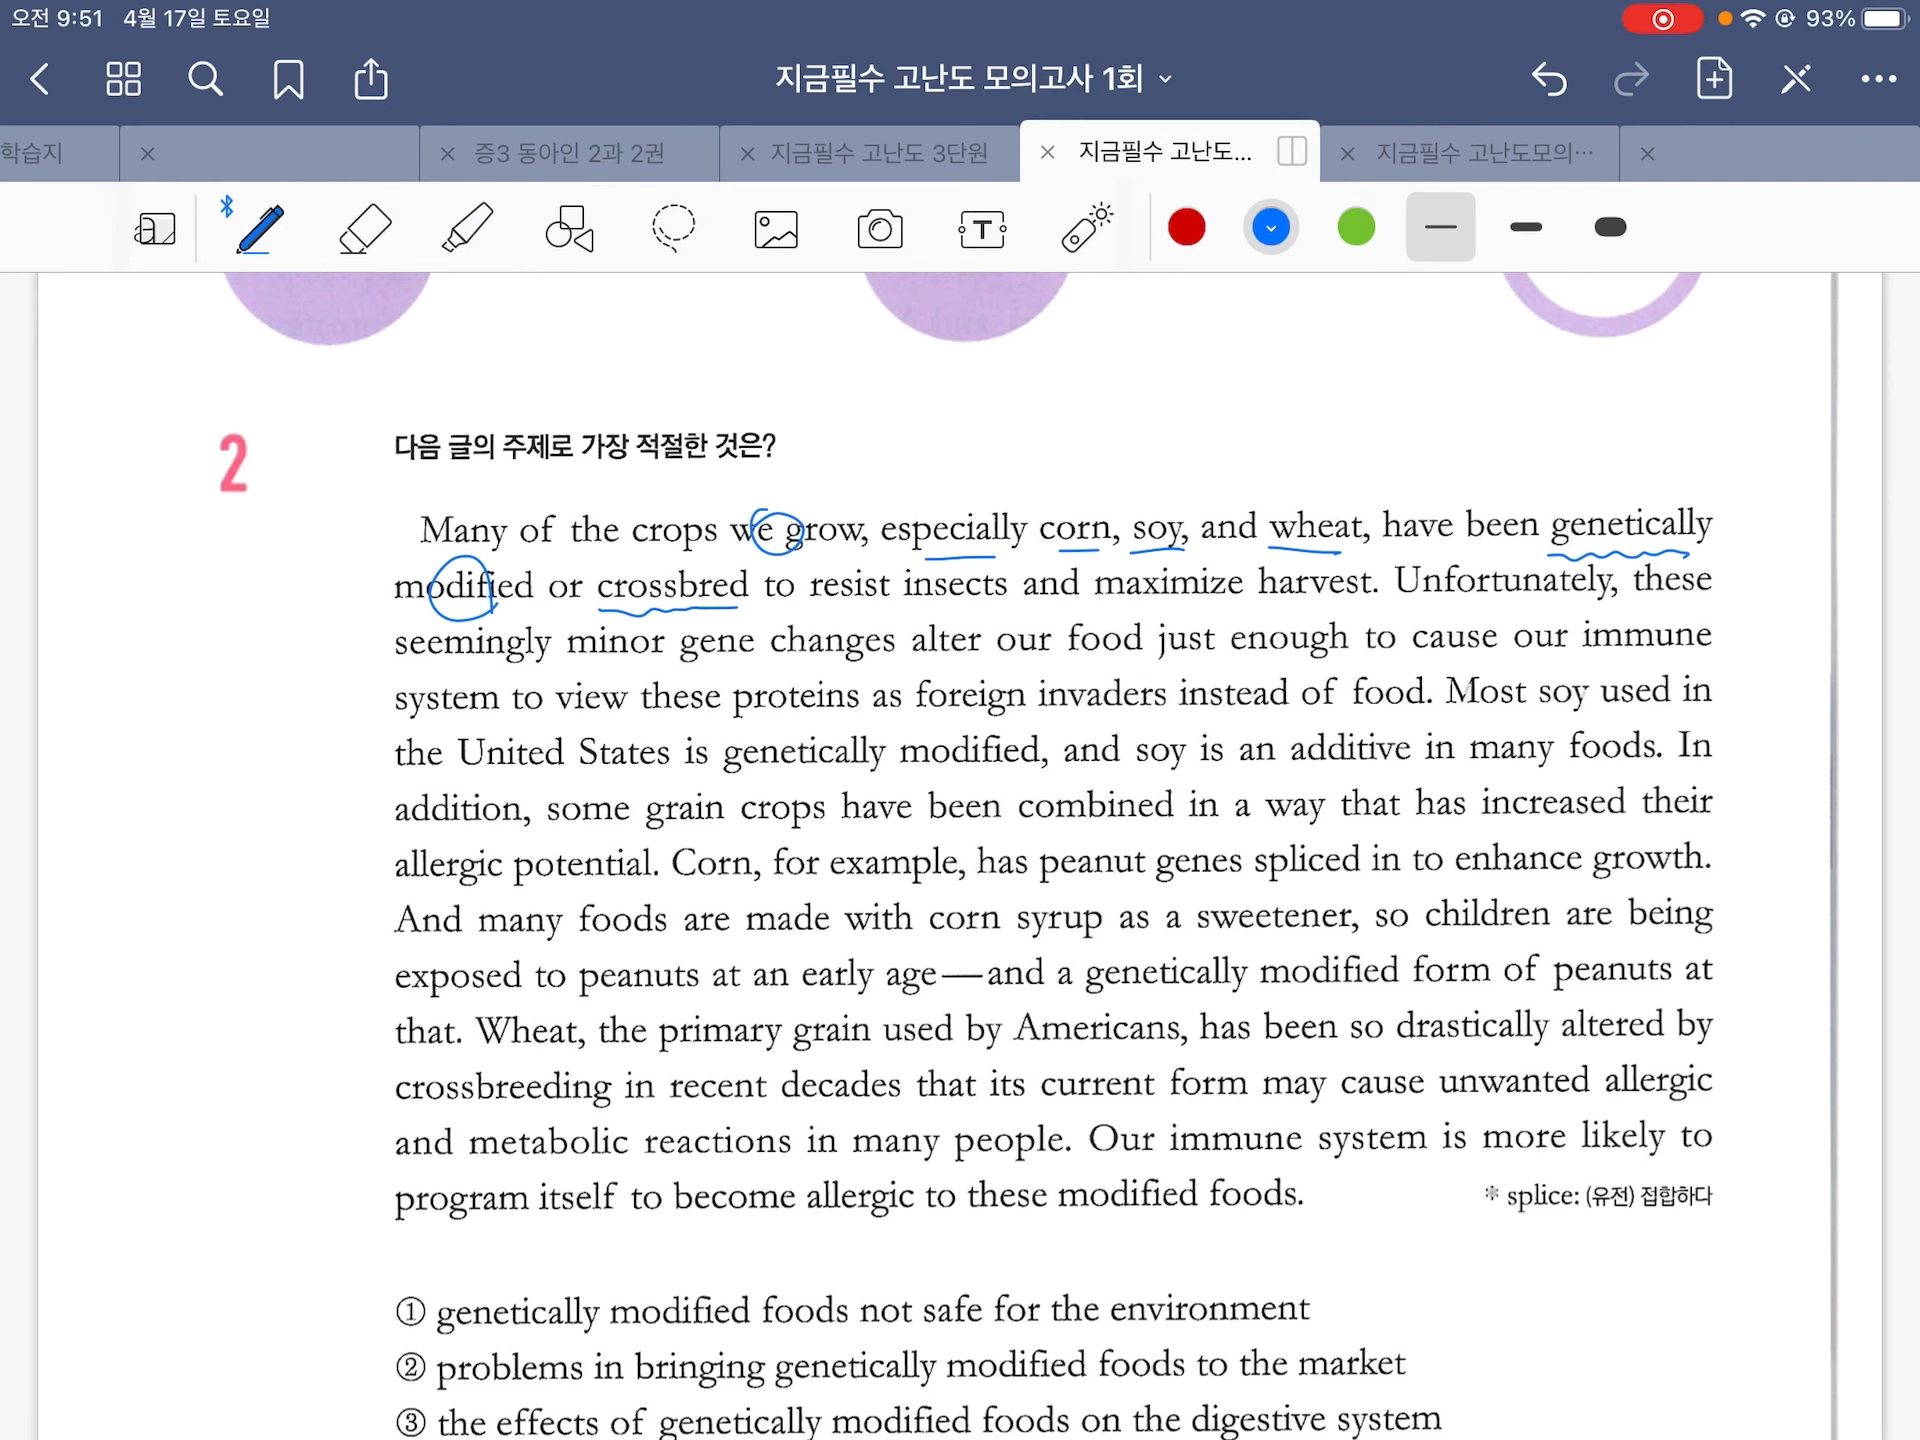 오전 9:51 4월 17일 토요일
93%
지금필수 고난도 모의고사 1회
학습지
중3 동아인 2과 2권
지금필수 고난도 3단원
지금필수 고난도...
지금필수 고난도모의...
2
다음 글의 주제로 가장 적절한 것은?
Many of the crops we grow, especially corn, soy, and wheat, have been genetically
modified or crossbred to resist insects and maximize harvest. Unfortunately, these
seemingly minor gene changes alter our food just enough to cause our immune
system to view these proteins as foreign invaders instead of food. Most soy used in
the United States is genetically modified, and soy is an additive in many foods. In
addition, some grain crops have been combined in a way that has increased their
allergic potential. Corn, for example, has peanut genes spliced in to enhance growth.
And many foods are made with corn syrup as a sweetener, so children are being
exposed to peanuts at an early age—and a genetically modified form of peanuts at
that. Wheat, the primary grain used by Americans, has been so drastically altered by
crossbreeding in recent decades that its current form may cause unwanted allergic
and metabolic reactions in many people. Our immune system is more likely to
program itself to become allergic to these modified foods.
* splice: (유전) 접합하다
① genetically modified foods not safe for the environment
② problems in bringing genetically modified foods to the market
③ the effects of genetically modified foods on the digestive system